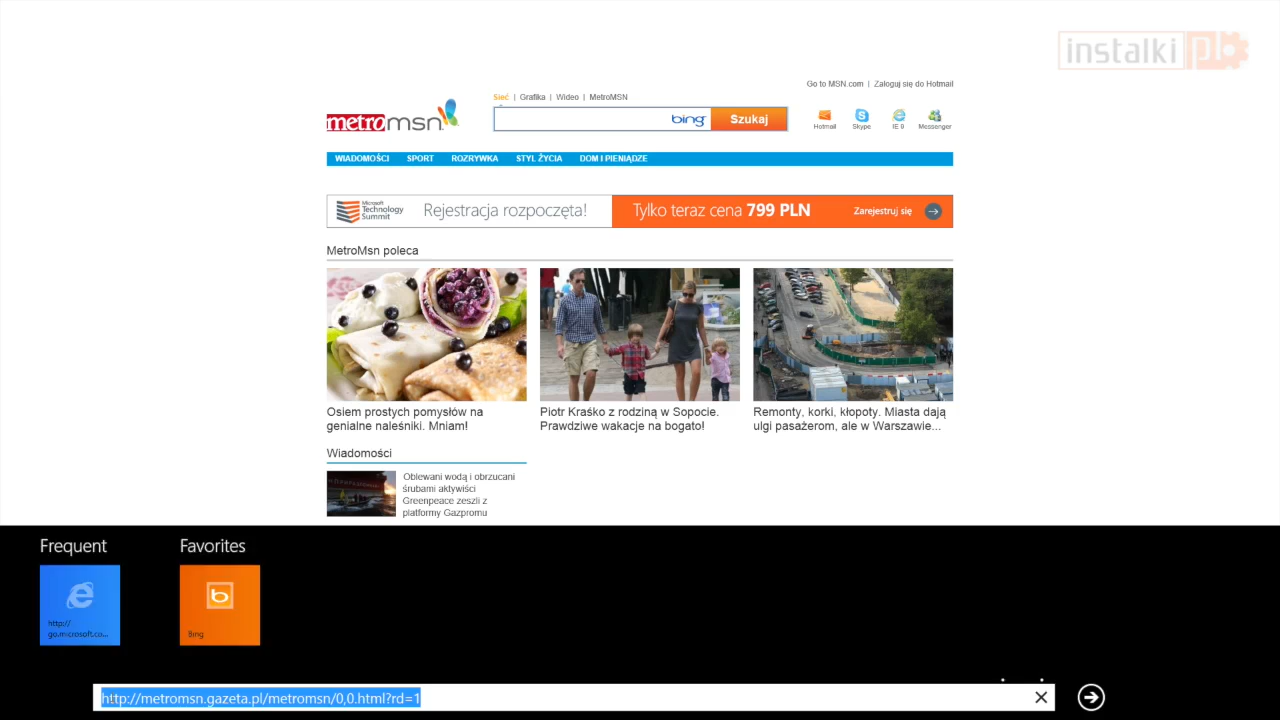 instalki.pl
Go to MSN.com | Zaloguj się do Hotmail
Sieć | Grafika | Wideo | MetroMSN
metromsn
bing
Szukaj
Hotmail Skype IE 9 Messenger
WIADOMOŚCI SPORT ROZRYWKA STYL ŻYCIA DOM I PIENIĄDZE
Microsoft
Technology
Summit
Rejestracja rozpoczęta!
Tylko teraz cena 799 PLN
Zarejestruj się
MetroMsn poleca
Osiem prostych pomysłów na
genialne naleśniki. Mniam!
Piotr Kraśko z rodziną w Sopocie.
Prawdziwe wakacje na bogato!
Remonty, korki, kłopoty. Miasta dają
ulgi pasażerom, ale w Warszawie...
Wiadomości
Oblewani wodą i obrzucani
śrubami aktywiści
Greenpeace zeszli z
platformy Gazpromu
Frequent
Favorites
http://
go.microsoft.co...
b
Bing
http://metromsn.gazeta.pl/metromsn/0,0.html?rd=1